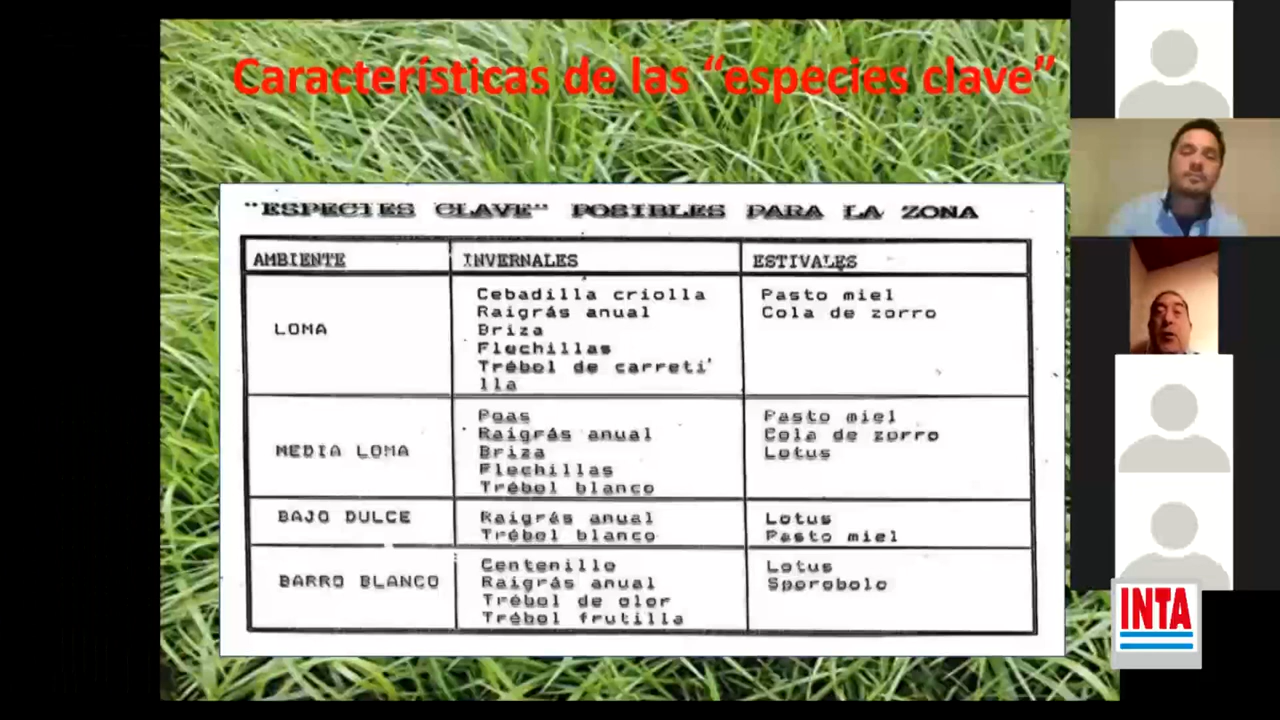 Características de las “especies clave”
"ESPECIES CLAVE" POSIBLES PARA LA ZONA
AMBIENTE INVERNALES ESTIVALES
LOMA
Cebadilla criolla
Raigrás anual
Briza
Flechillas
Trébol de carreti'
lla
Pasto miel
Cola de zorro
MEDIA LOMA
Poas
Raigrás anual
Briza
Flechillas
Trébol blanco
Pasto miel
Cola de zorro
Lotus
BAJO DULCE
Raigrás anual
Trébol blanco
Lotus
Pasto miel
BARRO BLANCO
Centenillo
Raigrás anual
Trébol de olor
Trébol frutilla
Lotus
Sporobolo
INTA